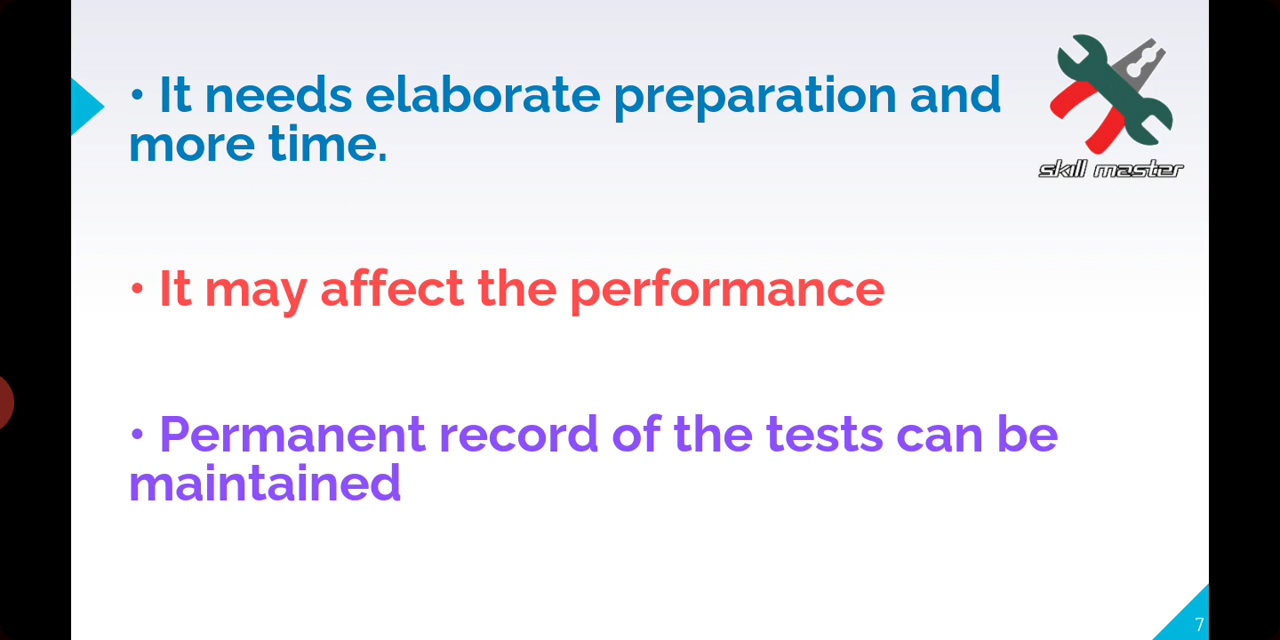 • It needs elaborate preparation and
more time.
skill master
• It may affect the performance
• Permanent record of the tests can be
maintained
7